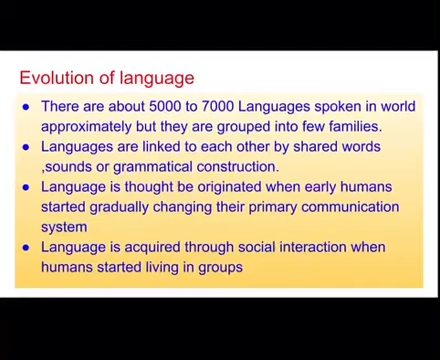 Evolution of language
● There are about 5000 to 7000 Languages spoken in world
approximately but they are grouped into few families.
● Languages are linked to each other by shared words
,sounds or grammatical construction.
● Language is thought be originated when early humans
started gradually changing their primary communication
system
● Language is acquired through social interaction when
humans started living in groups